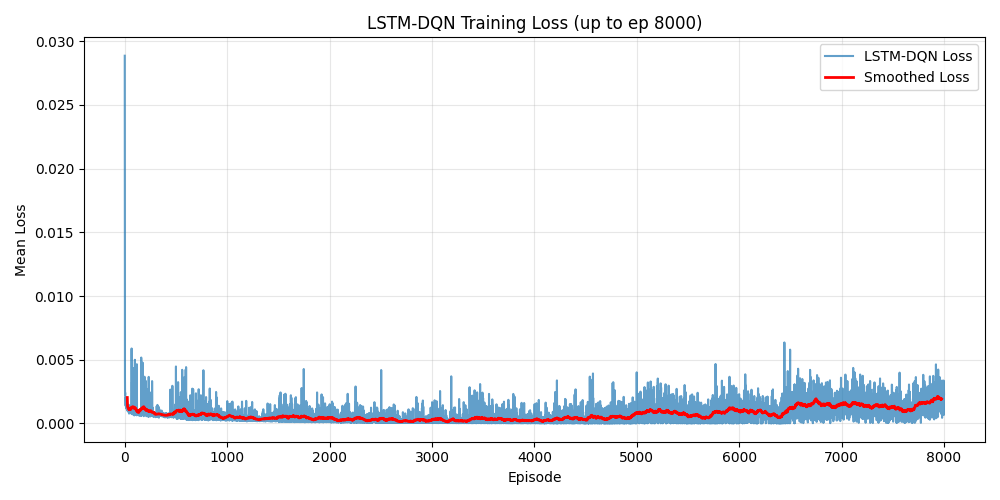 LSTM-DQN Training Loss (up to ep 8000)
LSTM-DQN Loss
Smoothed Loss
Mean Loss
0.030
0.025
0.020
0.015
0.010
0.005
0.000
0 1000 2000 3000 4000 5000 6000 7000 8000
Episode